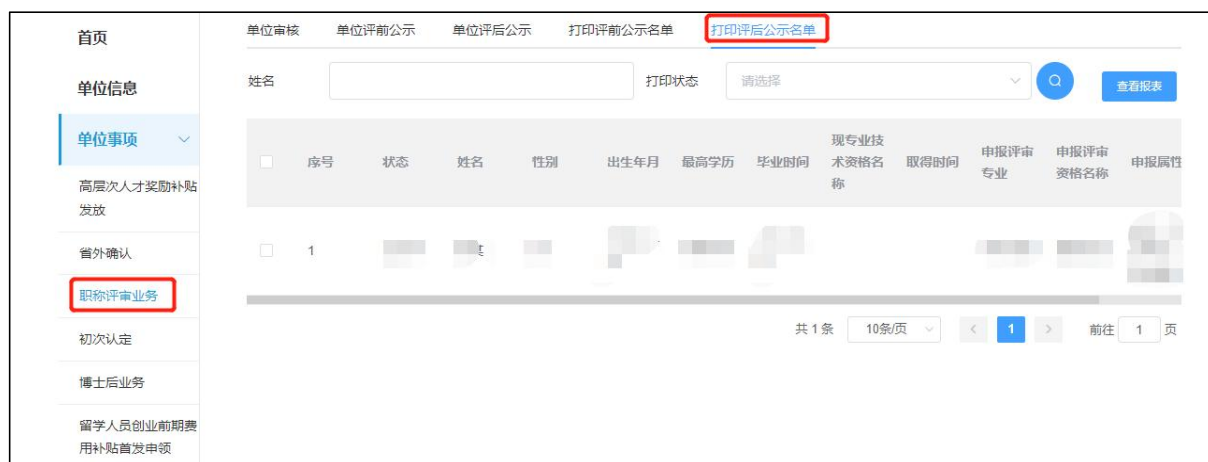 首页
单位信息
单位事项
高层次人才奖励补贴
发放
省外确认
职称评审业务
初次认定
博士后业务
留学人员创业前期费
用补贴首发申领
单位审核 单位评前公示 单位评后公示 打印评前公示名单 打印评后公示名单
姓名 打印状态 请选择 查看报表
序号 状态 姓名 性别 出生年月 最高学历 毕业时间 现专业技 取得时间 申报评审 申报评审 申报属性
术资格名 专业 资格名称
称
1
共 1 条 10条/页 < 1 > 前往 1 页